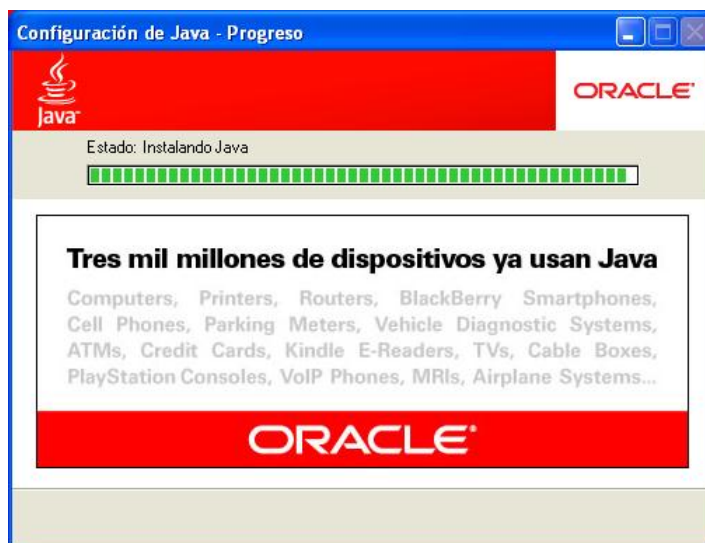 Configuración de Java - Progreso
Java
ORACLE
Estado: Instalando Java
Tres mil millones de dispositivos ya usan Java
Computers, Printers, Routers, BlackBerry Smartphones,
Cell Phones, Parking Meters, Vehicle Diagnostic Systems,
ATMs, Credit Cards, Kindle E-Readers, TVs, Cable Boxes,
PlayStation Consoles, VoIP Phones, MRIs, Airplane Systems...
ORACLE